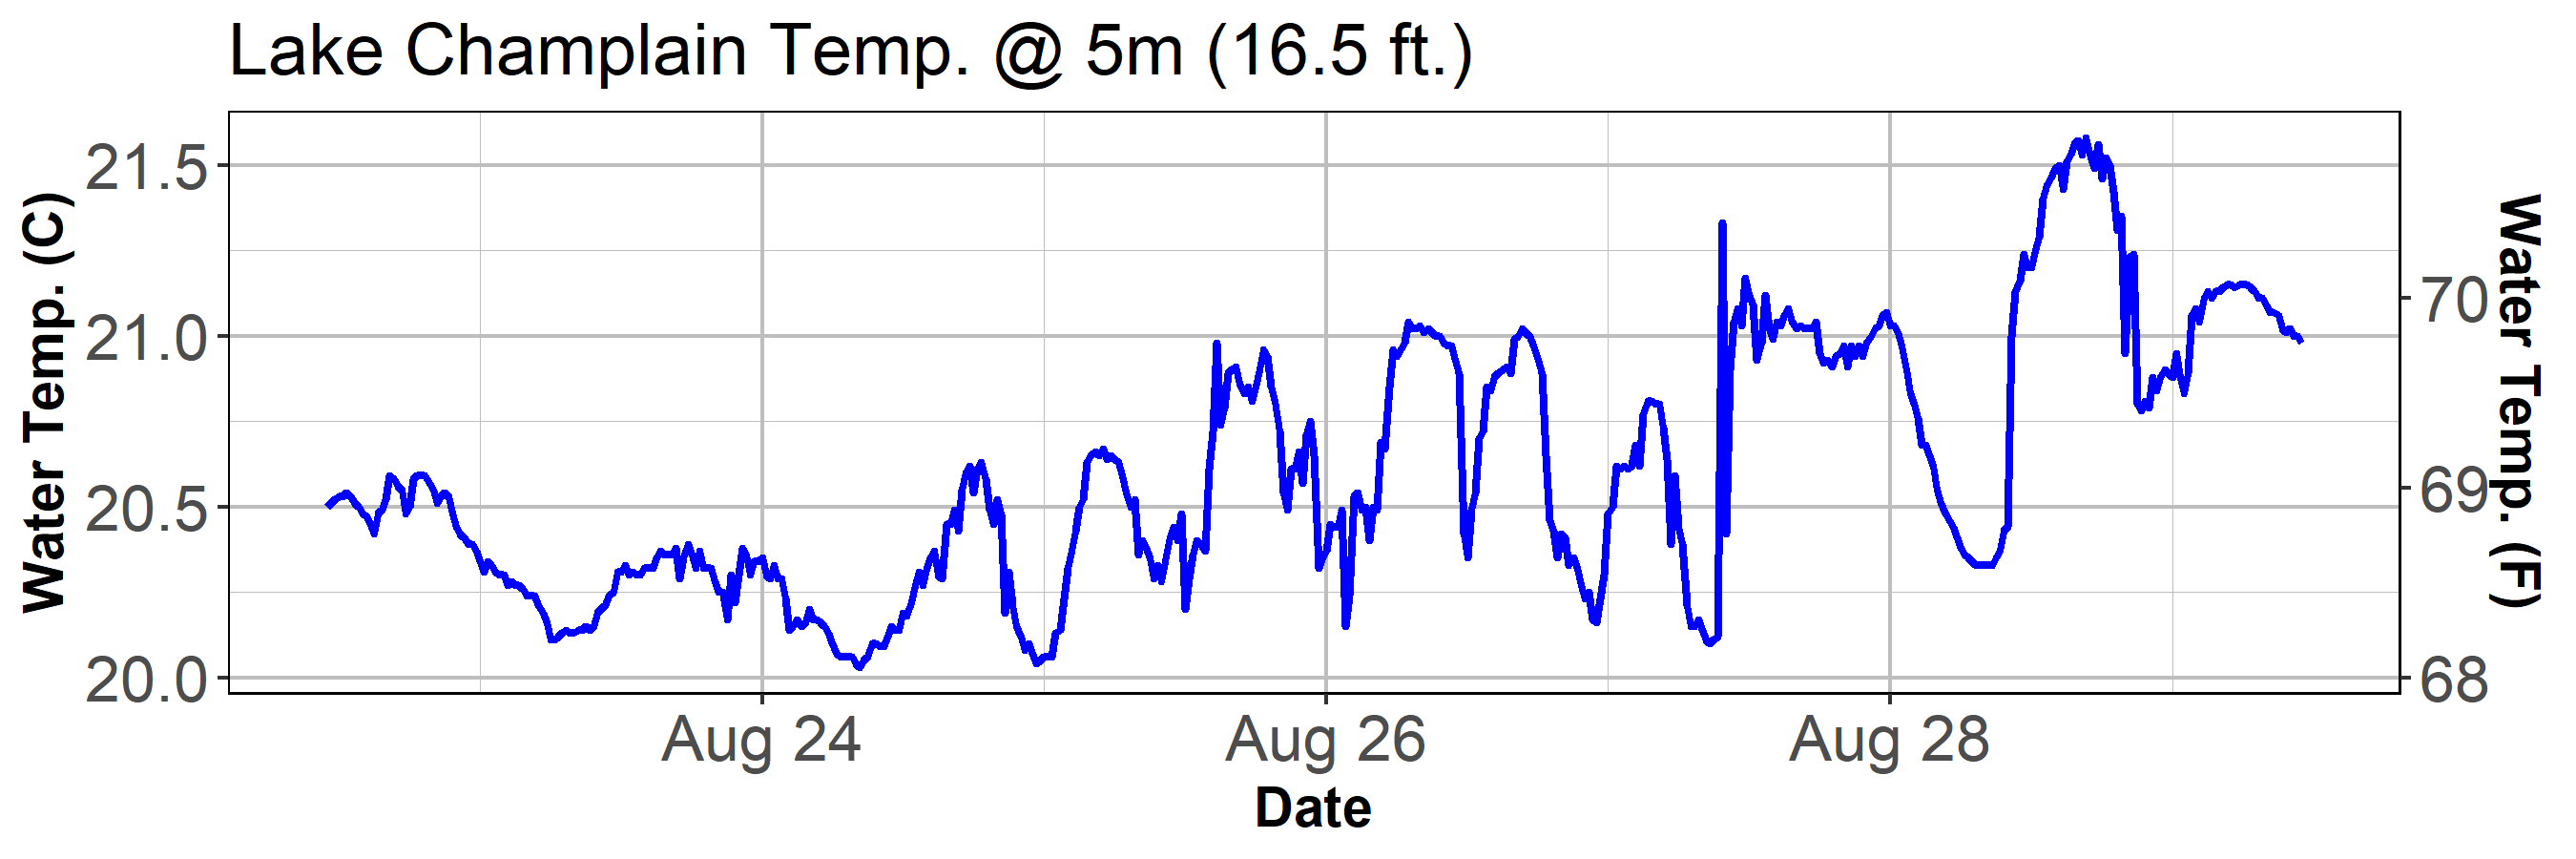 Lake Champlain Temp. @ 5m (16.5 ft.)
Water Temp. (C)
21.5
21.0
20.5
20.0
70
69
68
Water Temp. (F)
Aug 24 Aug 26 Aug 28
Date